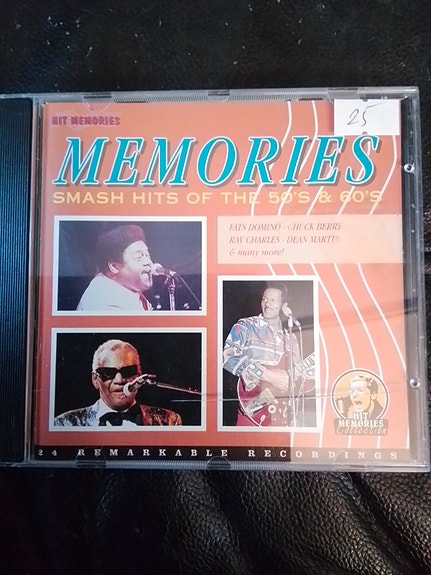 HIT MEMORIES
25
MEMORIES
SMASH HITS OF THE 50'S & 60'S
FATS DOMINO - CHUCK BERRY
RAY CHARLES - DEAN MARTIN
& many more!
HIT
MEMORIES
Collection
24 REMARKABLE RECORDINGS